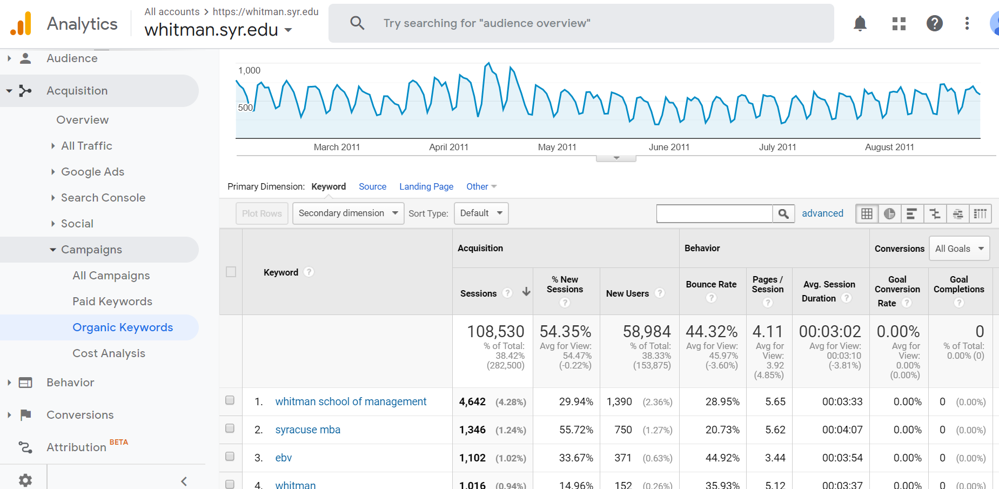 Analytics
All accounts > https://whitman.syr.edu
whitman.syr.edu
Try searching for "audience overview"
Audience
Acquisition
Overview
All Traffic
Google Ads
Search Console
Social
Campaigns
All Campaigns
Paid Keywords
Organic Keywords
Cost Analysis
Behavior
Conversions
Attribution BETA
1,000
500
March 2011 April 2011 May 2011 June 2011 July 2011 August 2011
Primary Dimension: Keyword Source Landing Page Other
Plot Rows Secondary dimension Sort Type: Default advanced
Keyword ?
Acquisition
Behavior
Conversions All Goals
Sessions ?
% New
Sessions
?
New Users ?
Bounce Rate
?
Pages /
Session
?
Avg. Session
Duration ?
Goal
Conversion
Rate ?
Goal
Completions
?
108,530
% of Total:
38.42%
(282,500)
54.35%
Avg for View:
54.47%
(-0.22%)
58,984
% of Total:
38.33%
(153,875)
44.32%
Avg for View:
45.97%
(-3.60%)
4.11
Avg for
View:
3.92
(4.85%)
00:03:02
Avg for View:
00:03:10
(-3.81%)
0.00%
Avg for
View:
0.00%
(0.00%)
0
% of Total:
0.00% (0)
1. whitman school of management 4,642 (4.28%) 29.94% 1,390 (2.36%) 28.95% 5.65 00:03:33 0.00% 0 (0.00%)
2. syracuse mba 1,346 (1.24%) 55.72% 750 (1.27%) 20.73% 5.62 00:04:07 0.00% 0 (0.00%)
3. ebv 1,102 (1.02%) 33.67% 371 (0.63%) 44.92% 3.44 00:03:54 0.00% 0 (0.00%)
4. whitman 1,016 (0.94%) 14.96% 152 (0.26%) 35.93% 5.12 00:03:37 0.00% 0 (0.00%)